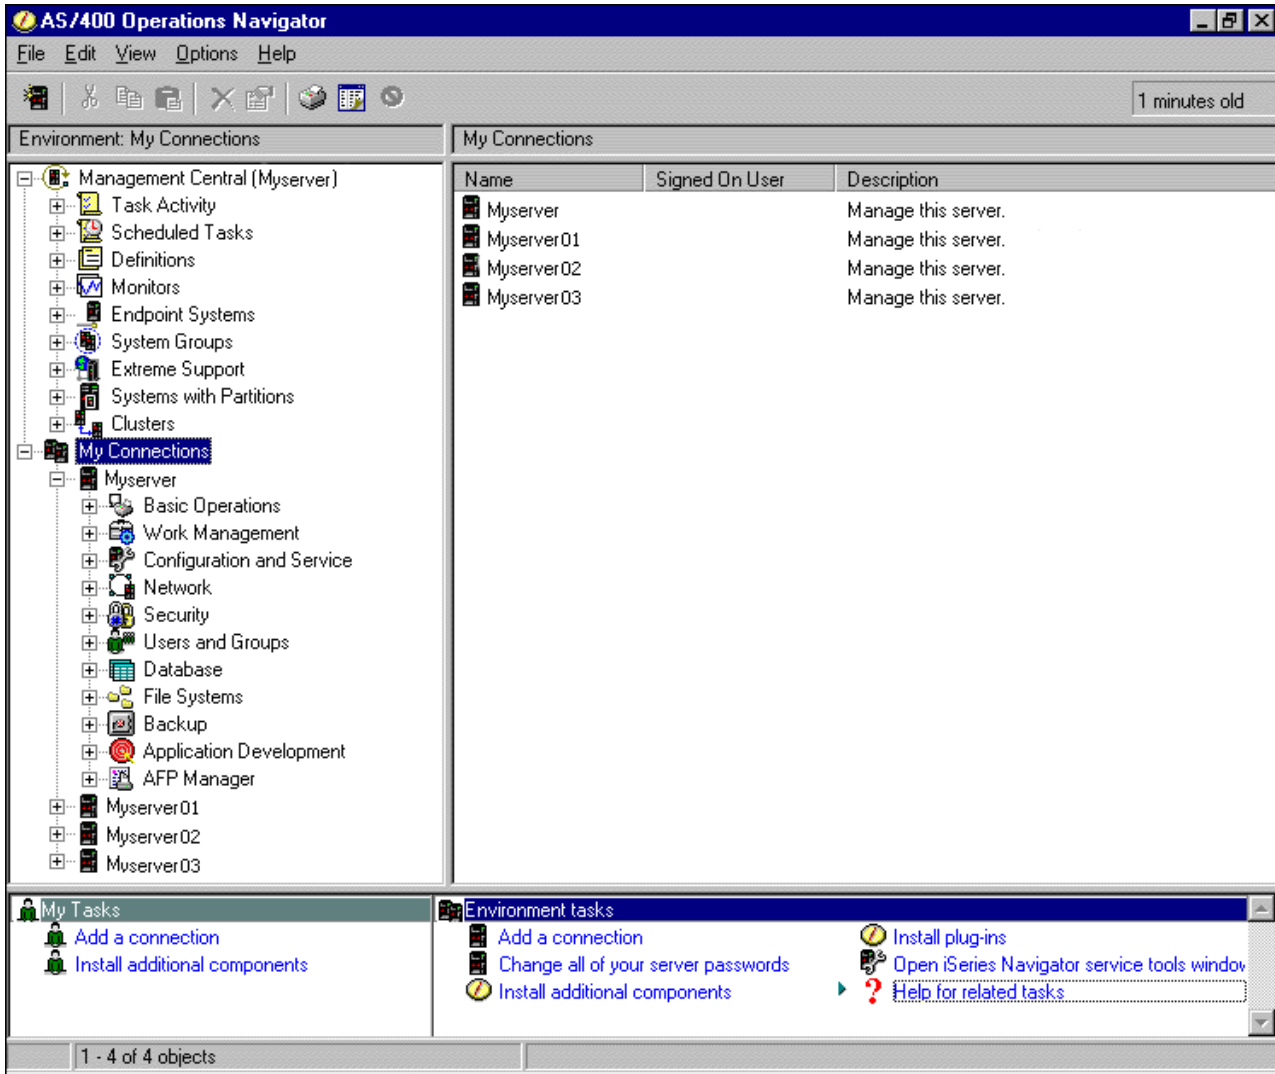 AS/400 Operations Navigator
File Edit View Options Help
1 minutes old
Environment: My Connections
My Connections
Management Central (Myserver)
Task Activity
Scheduled Tasks
Definitions
Monitors
Endpoint Systems
System Groups
Extreme Support
Systems with Partitions
Clusters
My Connections
Myserver
Basic Operations
Work Management
Configuration and Service
Network
Security
Users and Groups
Database
File Systems
Backup
Application Development
AFP Manager
Myserver01
Myserver02
Myserver03
Name Signed On User Description
Myserver Manage this server.
Myserver01 Manage this server.
Myserver02 Manage this server.
Myserver03 Manage this server.
My Tasks
Add a connection
Install additional components
Environment tasks
Add a connection
Change all of your server passwords
Install additional components
Install plug-ins
Open iSeries Navigator service tools window
Help for related tasks
1 - 4 of 4 objects